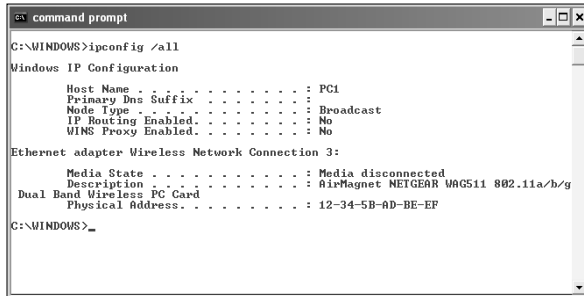 command prompt
C:\WINDOWS>ipconfig /all
Windows IP Configuration
Host Name . . . . . . . . . . . . : PC1
Primary Dns Suffix . . . . . . . :
Node Type . . . . . . . . . . . . : Broadcast
IP Routing Enabled. . . . . . . . : No
WINS Proxy Enabled. . . . . . . . : No
Ethernet adapter Wireless Network Connection 3:
Media State . . . . . . . . . . . : Media disconnected
Description . . . . . . . . . . . : AirMagnet NETGEAR WAG511 802.11a/b/g
Dual Band Wireless PC Card
Physical Address. . . . . . . . . : 12-34-5B-AD-BE-EF
C:\WINDOWS>_